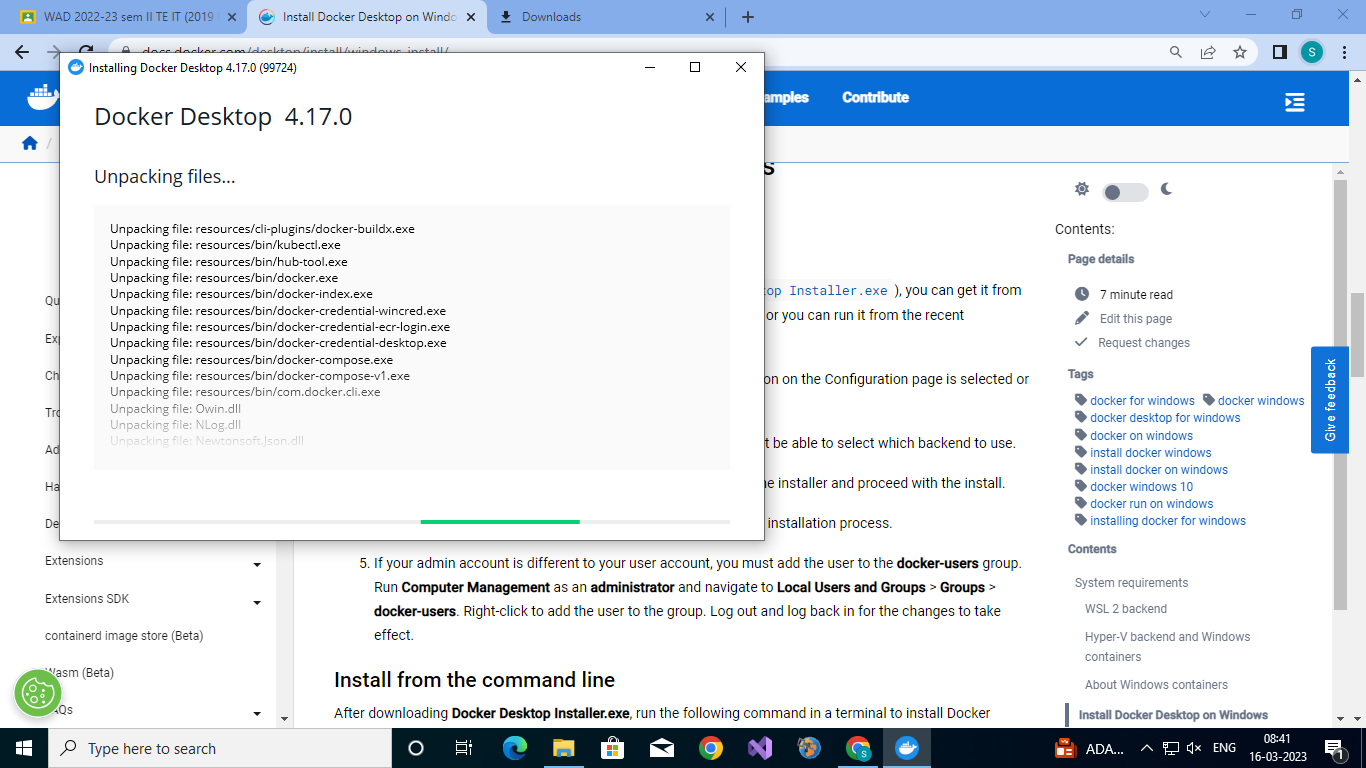 WAD 2022-23 sem II TE IT (2019
Install Docker Desktop on Windo
Downloads
docs.docker.com/desktop/install/windows-install/
S
Installing Docker Desktop 4.17.0 (99724)
Docker Desktop 4.17.0
Unpacking files...
Unpacking file: resources/cli-plugins/docker-buildx.exe
Unpacking file: resources/bin/kubectl.exe
Unpacking file: resources/bin/hub-tool.exe
Unpacking file: resources/bin/docker.exe
Unpacking file: resources/bin/docker-index.exe
Unpacking file: resources/bin/docker-credential-wincred.exe
Unpacking file: resources/bin/docker-credential-ecr-login.exe
Unpacking file: resources/bin/docker-credential-desktop.exe
Unpacking file: resources/bin/docker-compose.exe
Unpacking file: resources/bin/docker-compose-v1.exe
Unpacking file: resources/bin/com.docker.cli.exe
Unpacking file: Owin.dll
Unpacking file: NLog.dll
Unpacking file: Newtonsoft.Json.dll
amples
Contribute
/
s
Qu
Exp
Ch
Tro
Ad
Ha
De
Extensions
Extensions SDK
containerd image store (Beta)
Wasm (Beta)
AQs
op Installer.exe ), you can get it from
or you can run it from the recent
on on the Configuration page is selected or
t be able to select which backend to use.
e installer and proceed with the install.
installation process.
5. If your admin account is different to your user account, you must add the user to the docker-users group.
Run Computer Management as an administrator and navigate to Local Users and Groups > Groups >
docker-users. Right-click to add the user to the group. Log out and log back in for the changes to take
effect.
Install from the command line
After downloading Docker Desktop Installer.exe, run the following command in a terminal to install Docker
Contents:
Page details
7 minute read
Edit this page
Request changes
Tags
docker for windows docker windows
docker desktop for windows
docker on windows
install docker windows
install docker on windows
docker windows 10
docker run on windows
installing docker for windows
Contents
System requirements
WSL 2 backend
Hyper-V backend and Windows
containers
About Windows containers
Install Docker Desktop on Windows
Give feedback
Type here to search
S
ADA...
ENG
08:41
16-03-2023
1